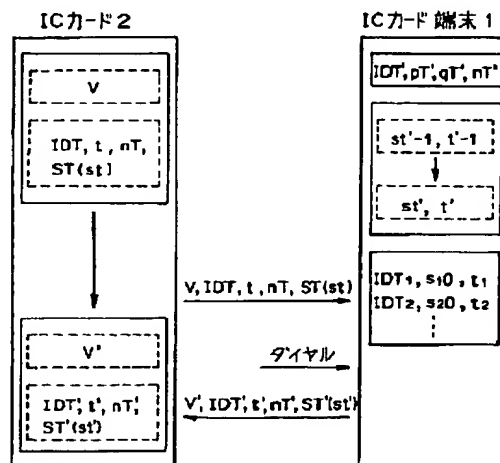 ICカード2
V
IDT, t, nT,
ST(st)
V'
IDT', t', nT',
ST'(st')
V, IDT, t, nT, ST(st)
ダイヤル
V', IDT', t', nT', ST'(st')
ICカード端末1
IDT', pT', qT', nT'
st'-1, t'-1
st', t'
IDT1, s10, t1
IDT2, s20, t2
⋮